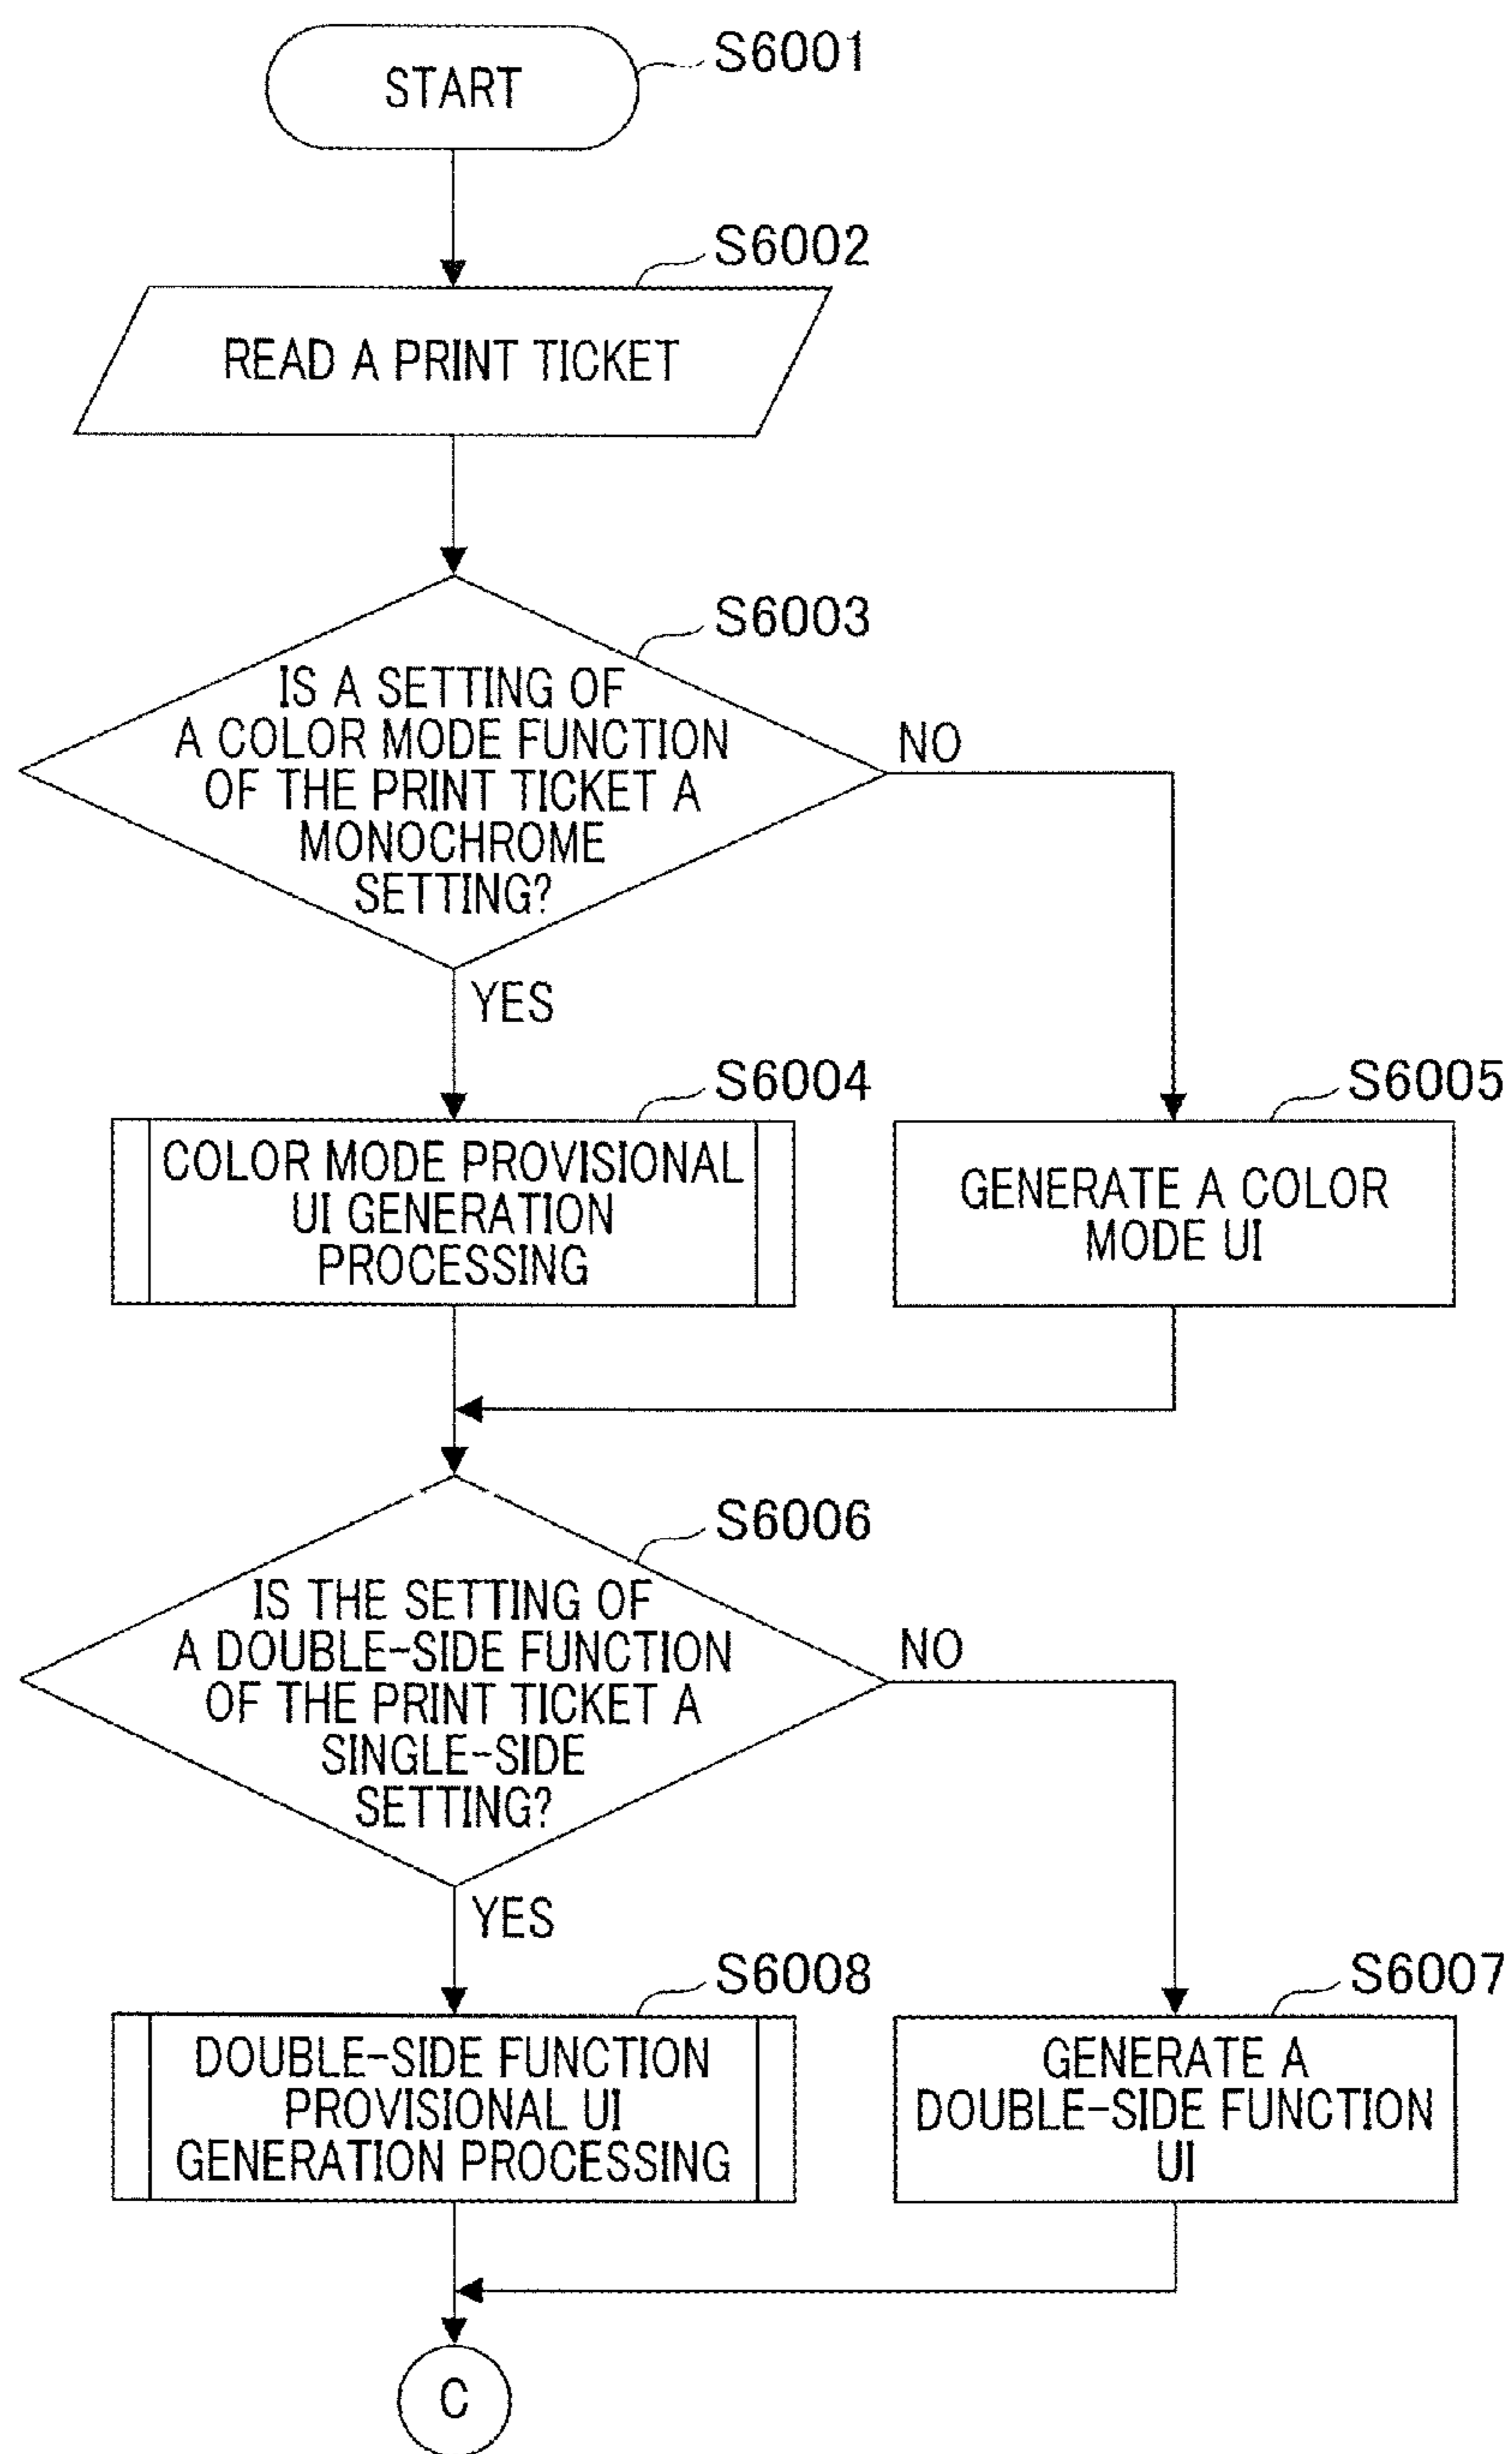 START
S6001
S6002
READ A PRINT TICKET
S6003
IS A SETTING OF
A COLOR MODE FUNCTION
OF THE PRINT TICKET A
MONOCHROME
SETTING?
NO
YES
S6004
COLOR MODE PROVISIONAL
UI GENERATION
PROCESSING
S6005
GENERATE A COLOR
MODE UI
S6006
IS THE SETTING OF
A DOUBLE-SIDE FUNCTION
OF THE PRINT TICKET A
SINGLE-SIDE
SETTING?
NO
YES
S6008
DOUBLE-SIDE FUNCTION
PROVISIONAL UI
GENERATION PROCESSING
S6007
GENERATE A
DOUBLE-SIDE FUNCTION
UI
C